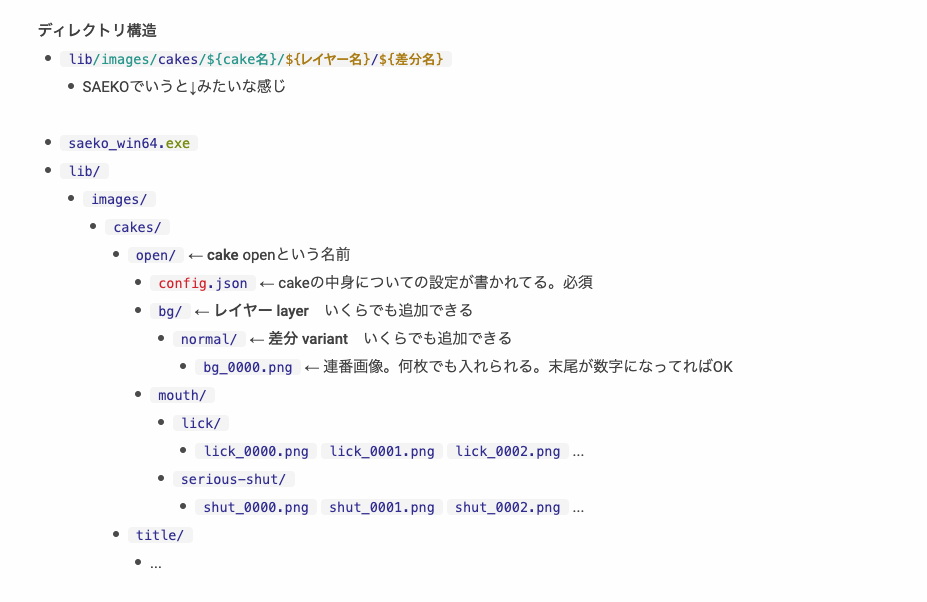 ディレクトリ構造
lib/images/cakes/${cake名}/${レイヤー名}/${差分名}
SAEKOでいうと↓みたいな感じ
saeko_win64.exe
lib/
images/
cakes/
open/ ← cake openという名前
config.json ← cakeの中身についての設定が書かれてる。必須
bg/ ← レイヤー layer　いくらでも追加できる
normal/ ← 差分 variant　いくらでも追加できる
bg_0000.png ← 連番画像。何枚でも入れられる。末尾が数字になってればOK
mouth/
lick/
lick_0000.png lick_0001.png lick_0002.png ...
serious-shut/
shut_0000.png shut_0001.png shut_0002.png ...
title/
...